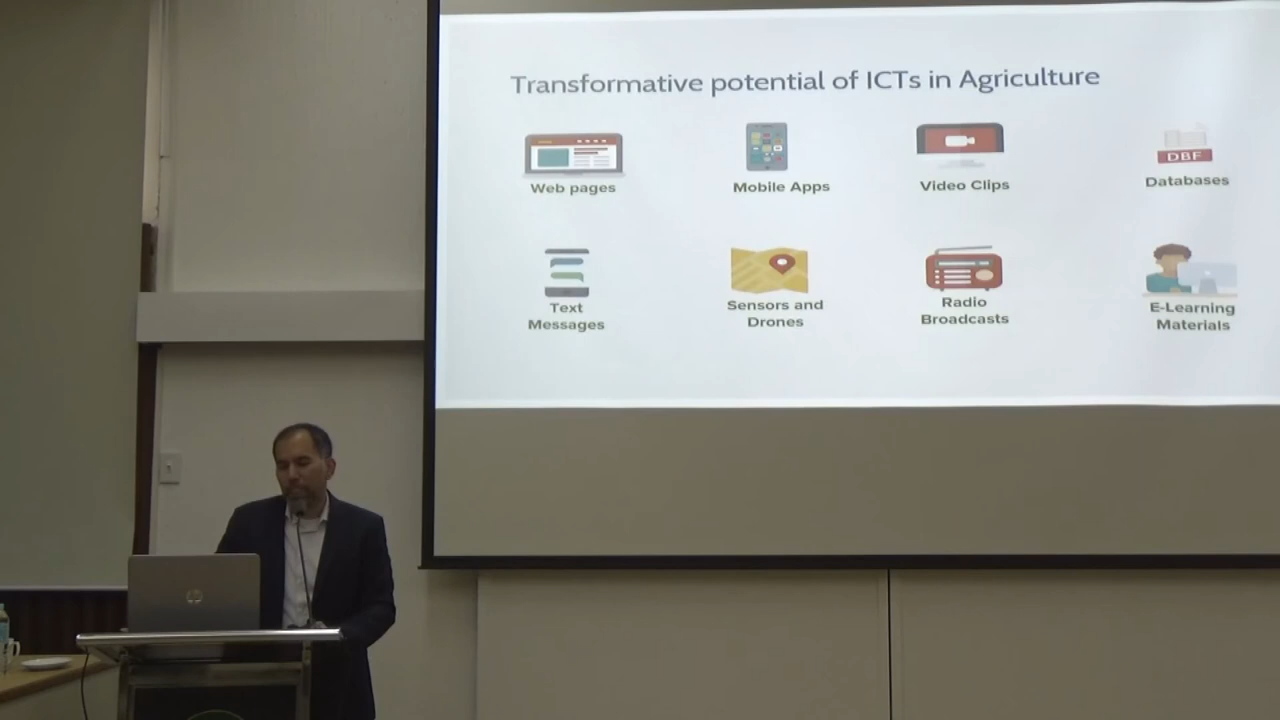 Transformative potential of ICTs in Agriculture
Web pages
Mobile Apps
Video Clips
DBF
Databases
Text
Messages
Sensors and
Drones
Radio
Broadcasts
E-Learning
Materials
hp